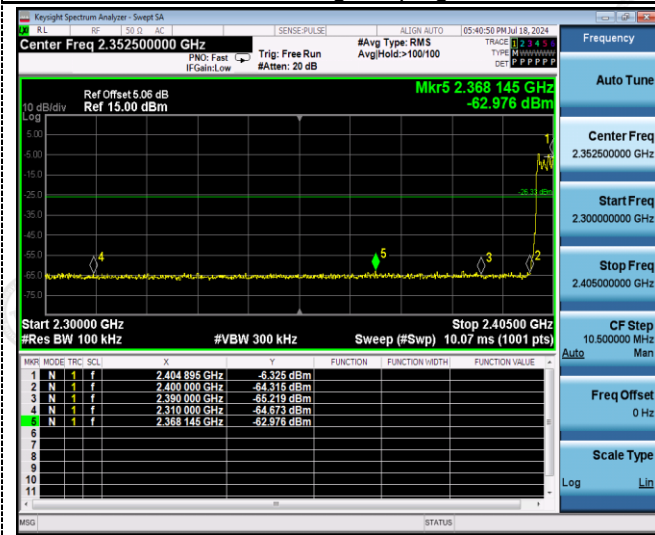 Keysight Spectrum Analyzer - Swept SA
RL RF 50 Ω AC SENSE:PULSE ALIGN AUTO 05:40:50 PM Jul 18, 2024
Center Freq 2.352500000 GHz
PNO: Fast
IFGain:Low
Trig: Free Run
#Atten: 20 dB
#Avg Type: RMS
Avg|Hold:>100/100
TRACE 1 2 3 4 5 6
TYPE M WWWWW
DET P P P P P P
Frequency
Auto Tune
Center Freq
2.352500000 GHz
Start Freq
2.300000000 GHz
Stop Freq
2.405000000 GHz
CF Step
10.500000 MHz
Auto Man
Freq Offset
0 Hz
Scale Type
Log Lin
Mkr5 2.368 145 GHz
-62.976 dBm
Ref Offset 5.06 dB
10 dB/div Ref 15.00 dBm
Log
5.00
-5.00
-15.0
-25.0
-35.0
-45.0
-55.0
-65.0
-75.0
1
4
5
3
2
Start 2.30000 GHz Stop 2.40500 GHz
#Res BW 100 kHz #VBW 300 kHz Sweep (#Swp) 10.07 ms (1001 pts)
MKR MODE TRC SCL X Y FUNCTION FUNCTION WIDTH FUNCTION VALUE
1 N 1 f 2.404 895 GHz -6.325 dBm
2 N 1 f 2.400 000 GHz -64.315 dBm
3 N 1 f 2.390 000 GHz -65.219 dBm
4 N 1 f 2.310 000 GHz -64.673 dBm
5 N 1 f 2.368 145 GHz -62.976 dBm
6
7
8
9
10
11
MSG STATUS